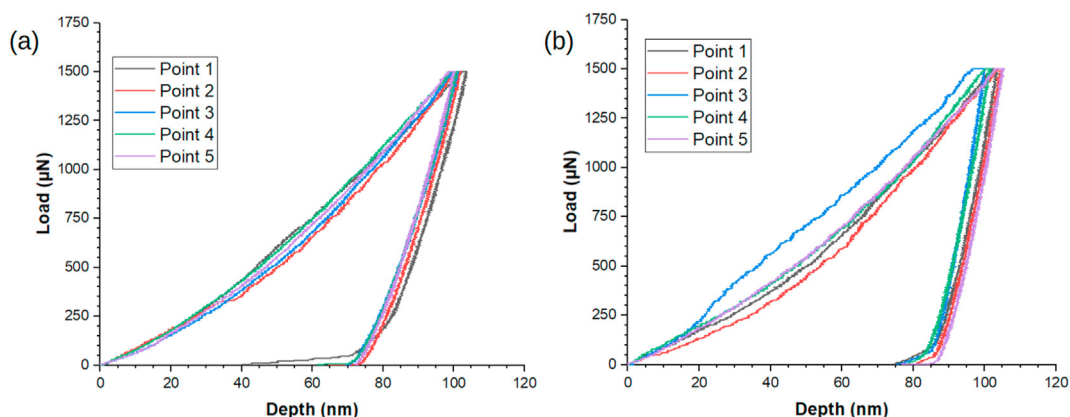 (a)
1750
1500
1250
1000
750
500
250
0
Load (µN)
Point 1
Point 2
Point 3
Point 4
Point 5
0 20 40 60 80 100 120
Depth (nm)
(b)
1750
1500
1250
1000
750
500
250
0
Load (µN)
Point 1
Point 2
Point 3
Point 4
Point 5
0 20 40 60 80 100 120
Depth (nm)